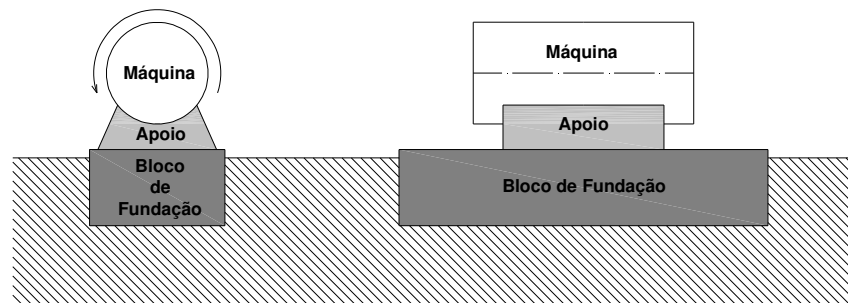 Máquina
Apoio
Bloco
de
Fundação
Máquina
Apoio
Bloco de Fundação